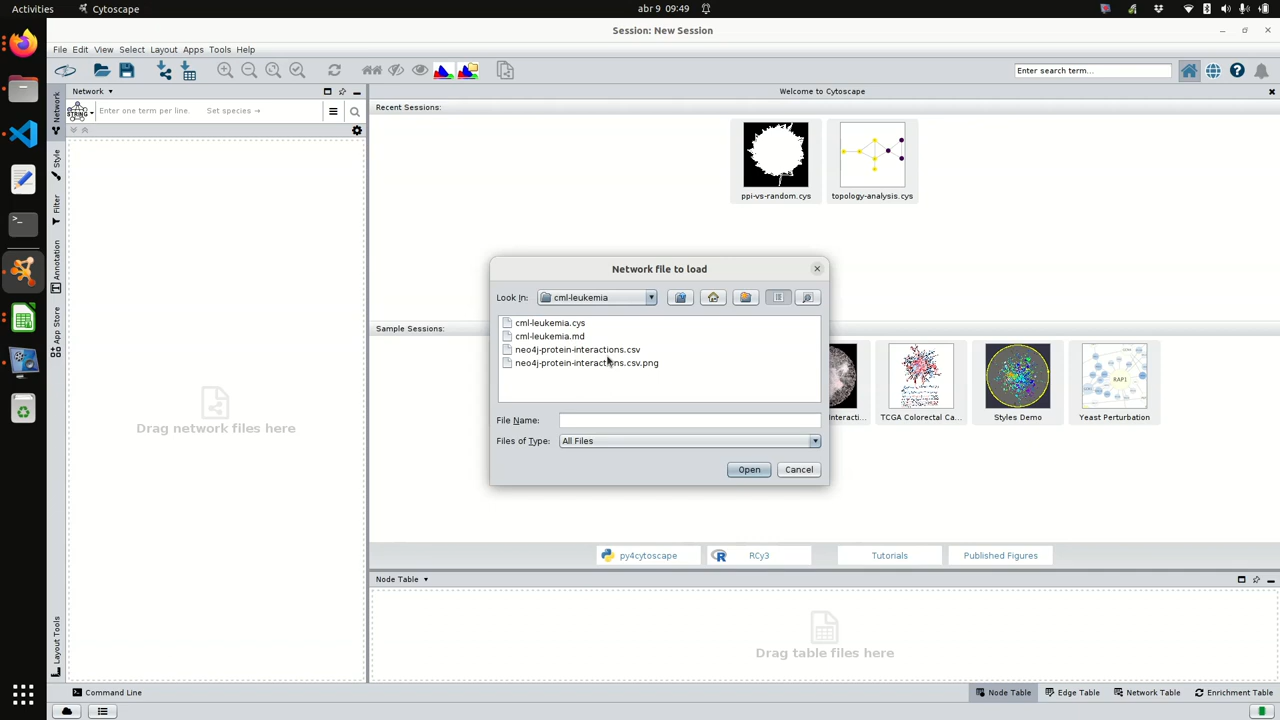 Activities Cytoscape abr 9 09:49
Session: New Session
File Edit View Select Layout Apps Tools Help
Enter search term...
Network
Welcome to Cytoscape
STRING Enter one term per line. Set species →
Recent Sessions:
ppi-vs-random.cys topology-analysis.cys
Network
Style
Filter
Annotation
App Store
Layout Tools
Drag network files here
Network file to load
Look In: cml-leukemia
cml-leukemia.cys
cml-leukemia.md
neo4j-protein-interactions.csv
neo4j-protein-interactions.csv.png
File Name:
Files of Type: All Files
Open Cancel
Sample Sessions:
RAP1
Interacti... TCGA Colorectal Ca... Styles Demo Yeast Perturbation
py4cytoscape RCy3 Tutorials Published Figures
Node Table
Drag table files here
Command Line
Node Table Edge Table Network Table Enrichment Table